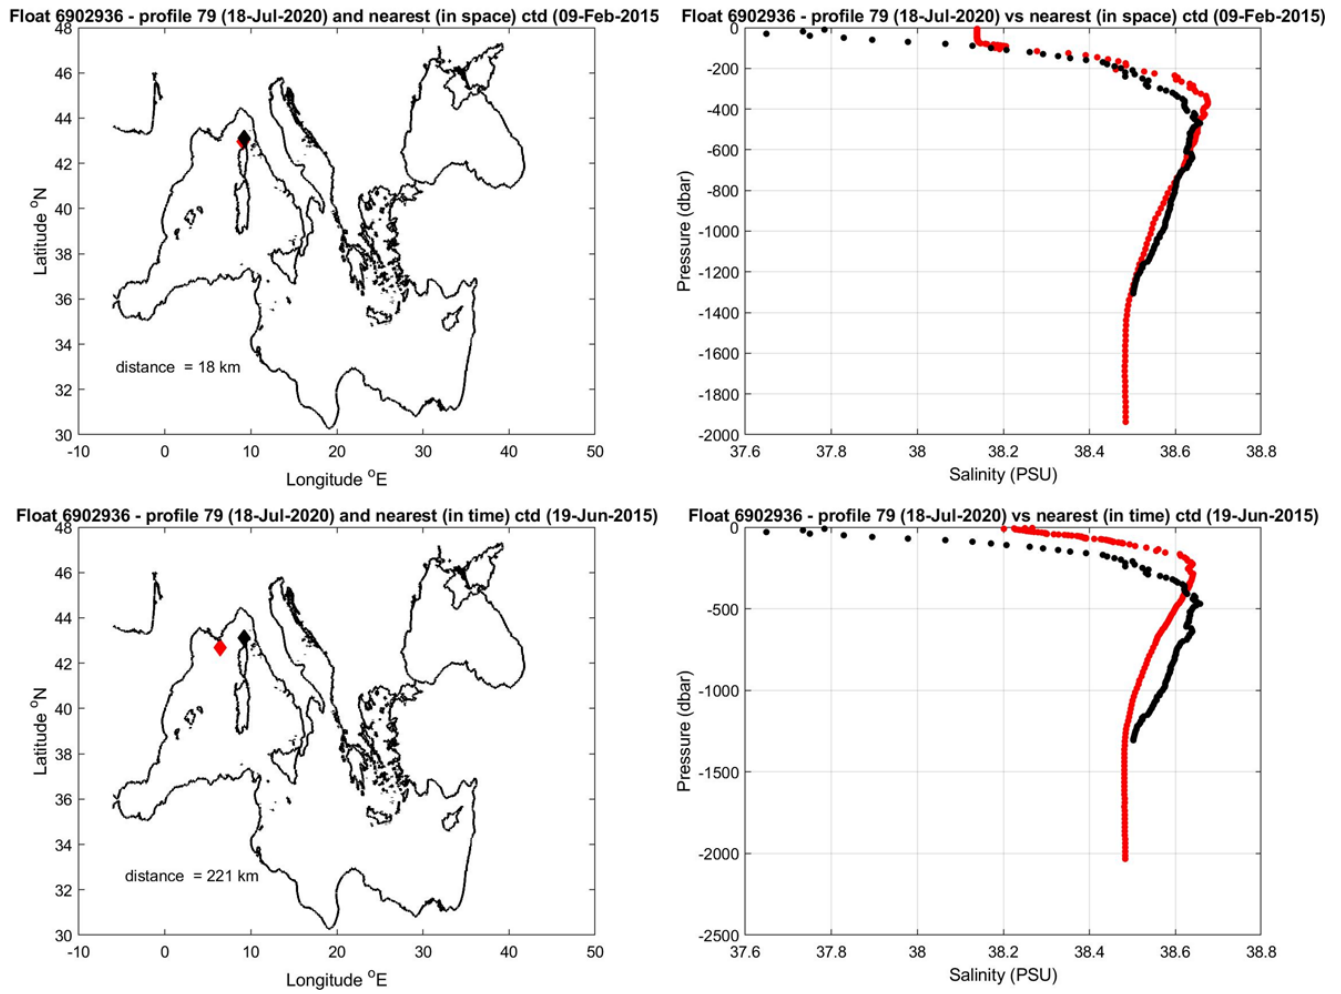 Float 6902936 - profile 79 (18-Jul-2020) and nearest (in space) ctd (09-Feb-2015
48
46
44
42
40
38
36
34
32
30
Latitude °N
distance = 18 km
-10 0 10 20 30 40 50
Longitude °E
Float 6902936 - profile 79 (18-Jul-2020) vs nearest (in space) ctd (09-Feb-2015)
0
-200
-400
-600
-800
-1000
-1200
-1400
-1600
-1800
-2000
Pressure (dbar)
37.6 37.8 38 38.2 38.4 38.6 38.8
Salinity (PSU)
Float 6902936 - profile 79 (18-Jul-2020) and nearest (in time) ctd (19-Jun-2015)
48
46
44
42
40
38
36
34
32
30
Latitude °N
distance = 221 km
-10 0 10 20 30 40 50
Longitude °E
Float 6902936 - profile 79 (18-Jul-2020) vs nearest (in time) ctd (19-Jun-2015)
0
-500
-1000
-1500
-2000
-2500
Pressure (dbar)
37.6 37.8 38 38.2 38.4 38.6 38.8
Salinity (PSU)